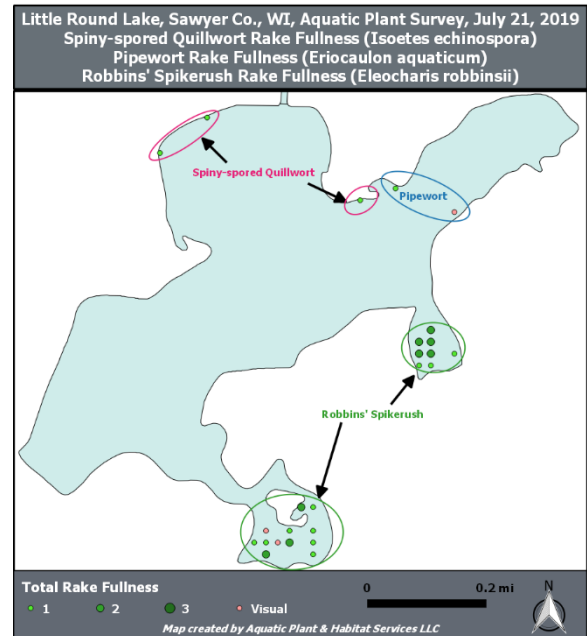 Little Round Lake, Sawyer Co., WI, Aquatic Plant Survey, July 21, 2019
Spiny-spored Quillwort Rake Fullness (Isoetes echinospora)
Pipewort Rake Fullness (Eriocaulon aquaticum)
Robbins' Spikerush Rake Fullness (Eleocharis robbinsii)
Spiny-spored Quillwort
Pipewort
Robbins' Spikerush
Total Rake Fullness
1 2 3 Visual
0 0.2 mi
N
Map created by Aquatic Plant & Habitat Services LLC